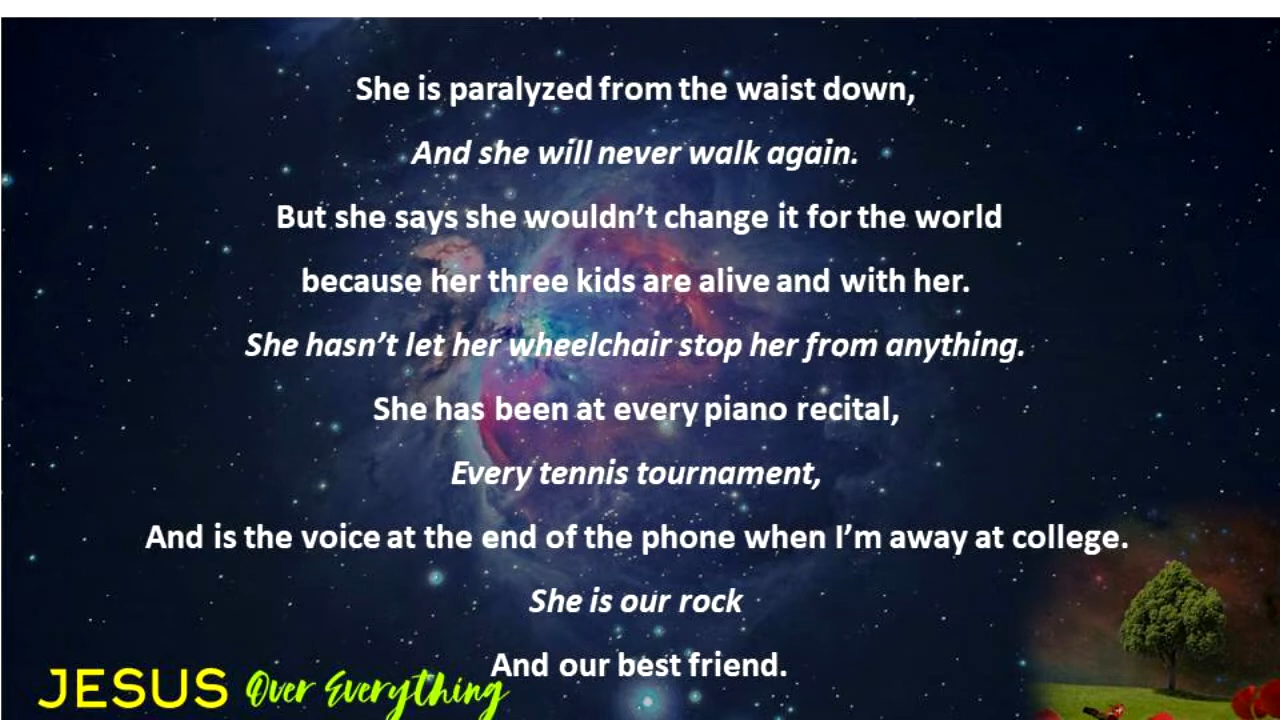 She is paralyzed from the waist down,
And she will never walk again.
But she says she wouldn’t change it for the world
because her three kids are alive and with her.
She hasn’t let her wheelchair stop her from anything.
She has been at every piano recital,
Every tennis tournament,
And is the voice at the end of the phone when I’m away at college.
She is our rock
And our best friend.
JESUS Over Everything